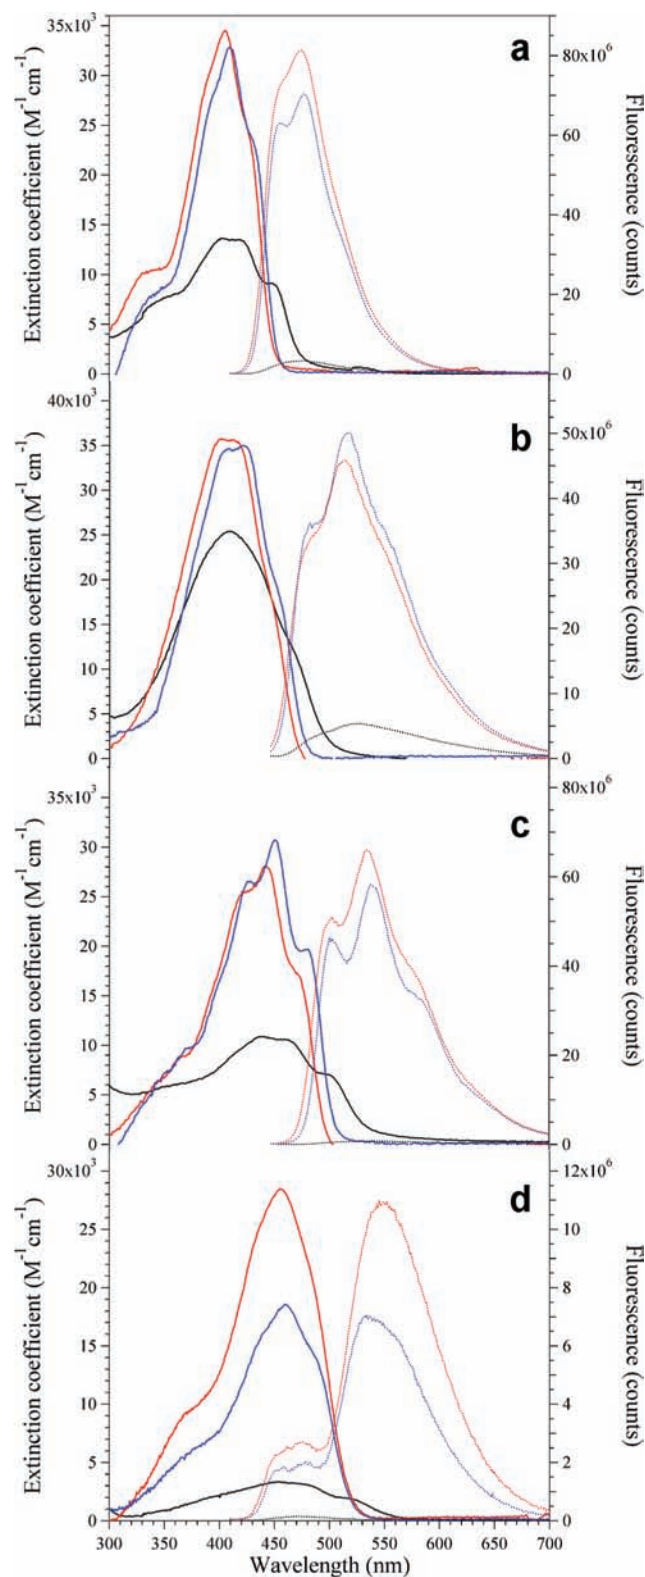 a
35x10³
30
25
20
15
10
5
0
Extinction coefficient (M⁻¹ cm⁻¹)
80x10⁶
60
40
20
0
Fluorescence (counts)
b
40x10³
35
30
25
20
15
10
5
0
Extinction coefficient (M⁻¹ cm⁻¹)
50x10⁶
40
30
20
10
0
Fluorescence (counts)
c
35x10³
30
25
20
15
10
5
0
Extinction coefficient (M⁻¹ cm⁻¹)
80x10⁶
60
40
20
0
Fluorescence (counts)
d
30x10³
25
20
15
10
5
0
Extinction coefficient (M⁻¹ cm⁻¹)
12x10⁶
10
8
6
4
2
0
Fluorescence (counts)
300 350 400 450 500 550 600 650 700
Wavelength (nm)